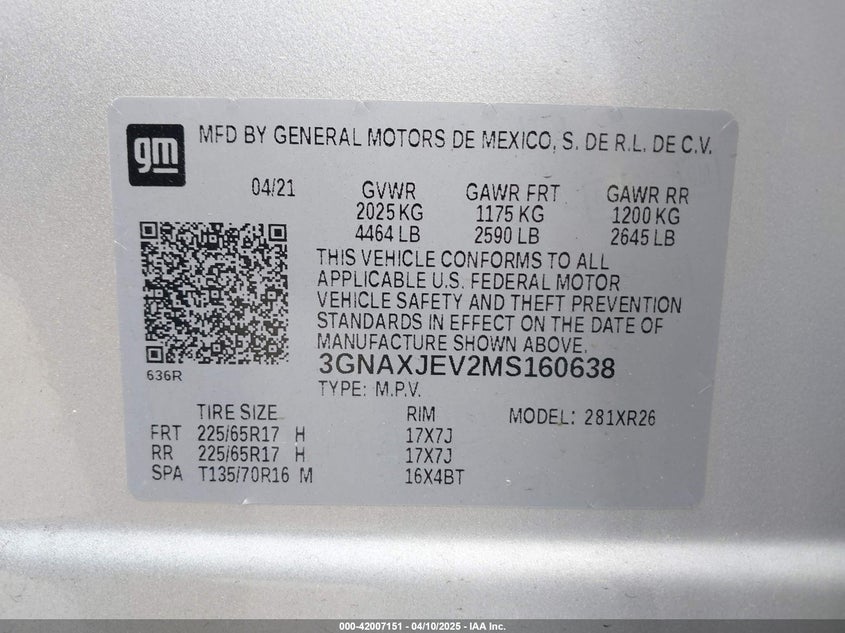 gm
MFD BY GENERAL MOTORS DE MEXICO, S. DE R.L. DE C.V.
04/21 GVWR GAWR FRT GAWR RR
2025 KG 1175 KG 1200 KG
4464 LB 2590 LB 2645 LB
THIS VEHICLE CONFORMS TO ALL
APPLICABLE U.S. FEDERAL MOTOR
VEHICLE SAFETY AND THEFT PREVENTION
STANDARDS IN EFFECT ON THE DATE OF
MANUFACTURE SHOWN ABOVE.
3GNAXJEV2MS160638
636R
TYPE: M.P.V.
TIRE SIZE RIM MODEL: 281XR26
FRT 225/65R17 H 17X7J
RR 225/65R17 H 17X7J
SPA T135/70R16 M 16X4BT
000-42007151 — 04/10/2025 — IAA Inc.